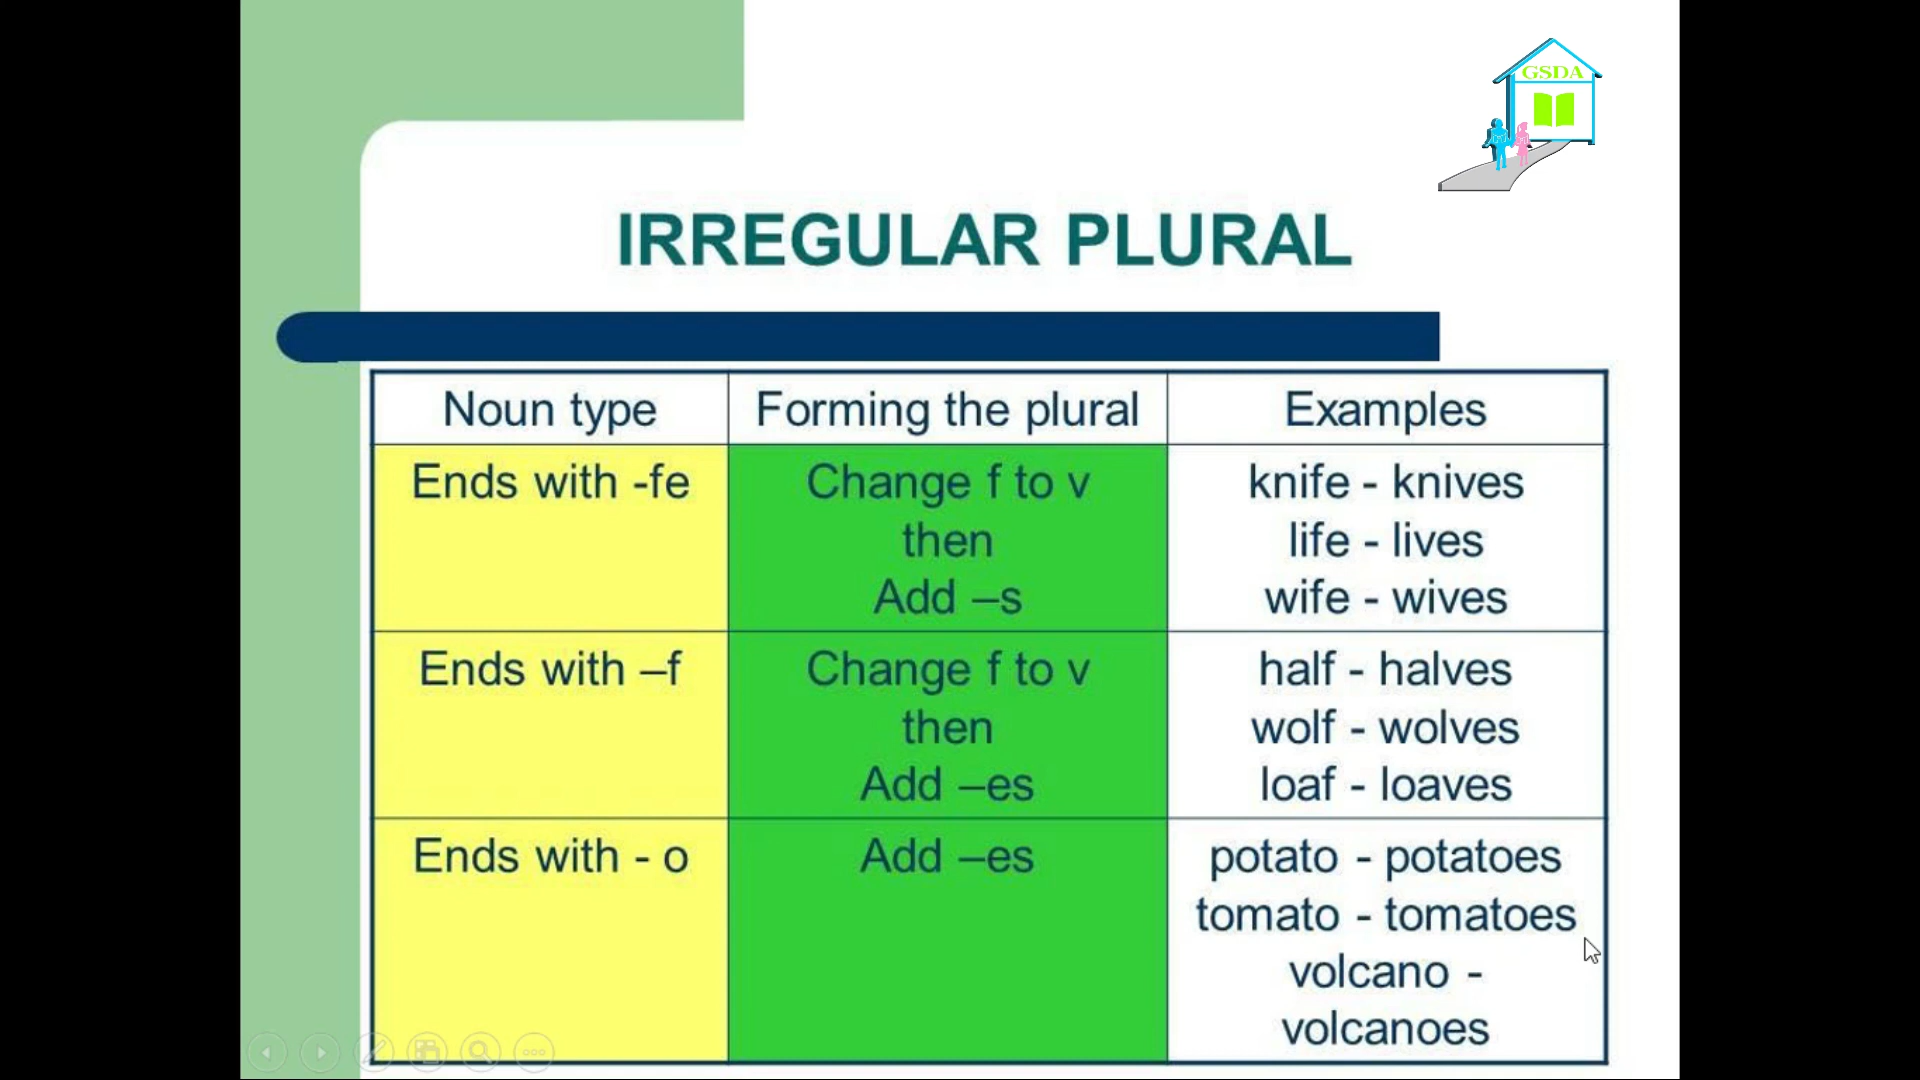 GSDA
IRREGULAR PLURAL
Noun type
Forming the plural
Examples
Ends with -fe
Change f to v
then
Add –s
knife - knives
life - lives
wife - wives
Ends with –f
Change f to v
then
Add –es
half - halves
wolf - wolves
loaf - loaves
Ends with - o
Add –es
potato - potatoes
tomato - tomatoes
volcano -
volcanoes